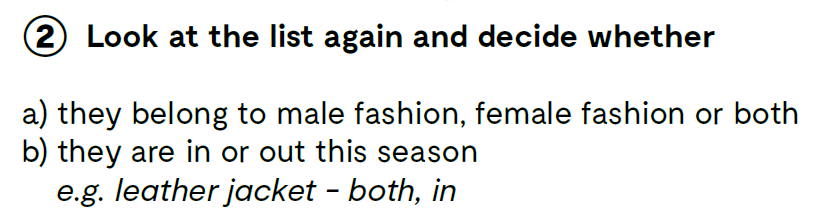 2 Look at the list again and decide whether
a) they belong to male fashion, female fashion or both
b) they are in or out this season
e.g. leather jacket - both, in